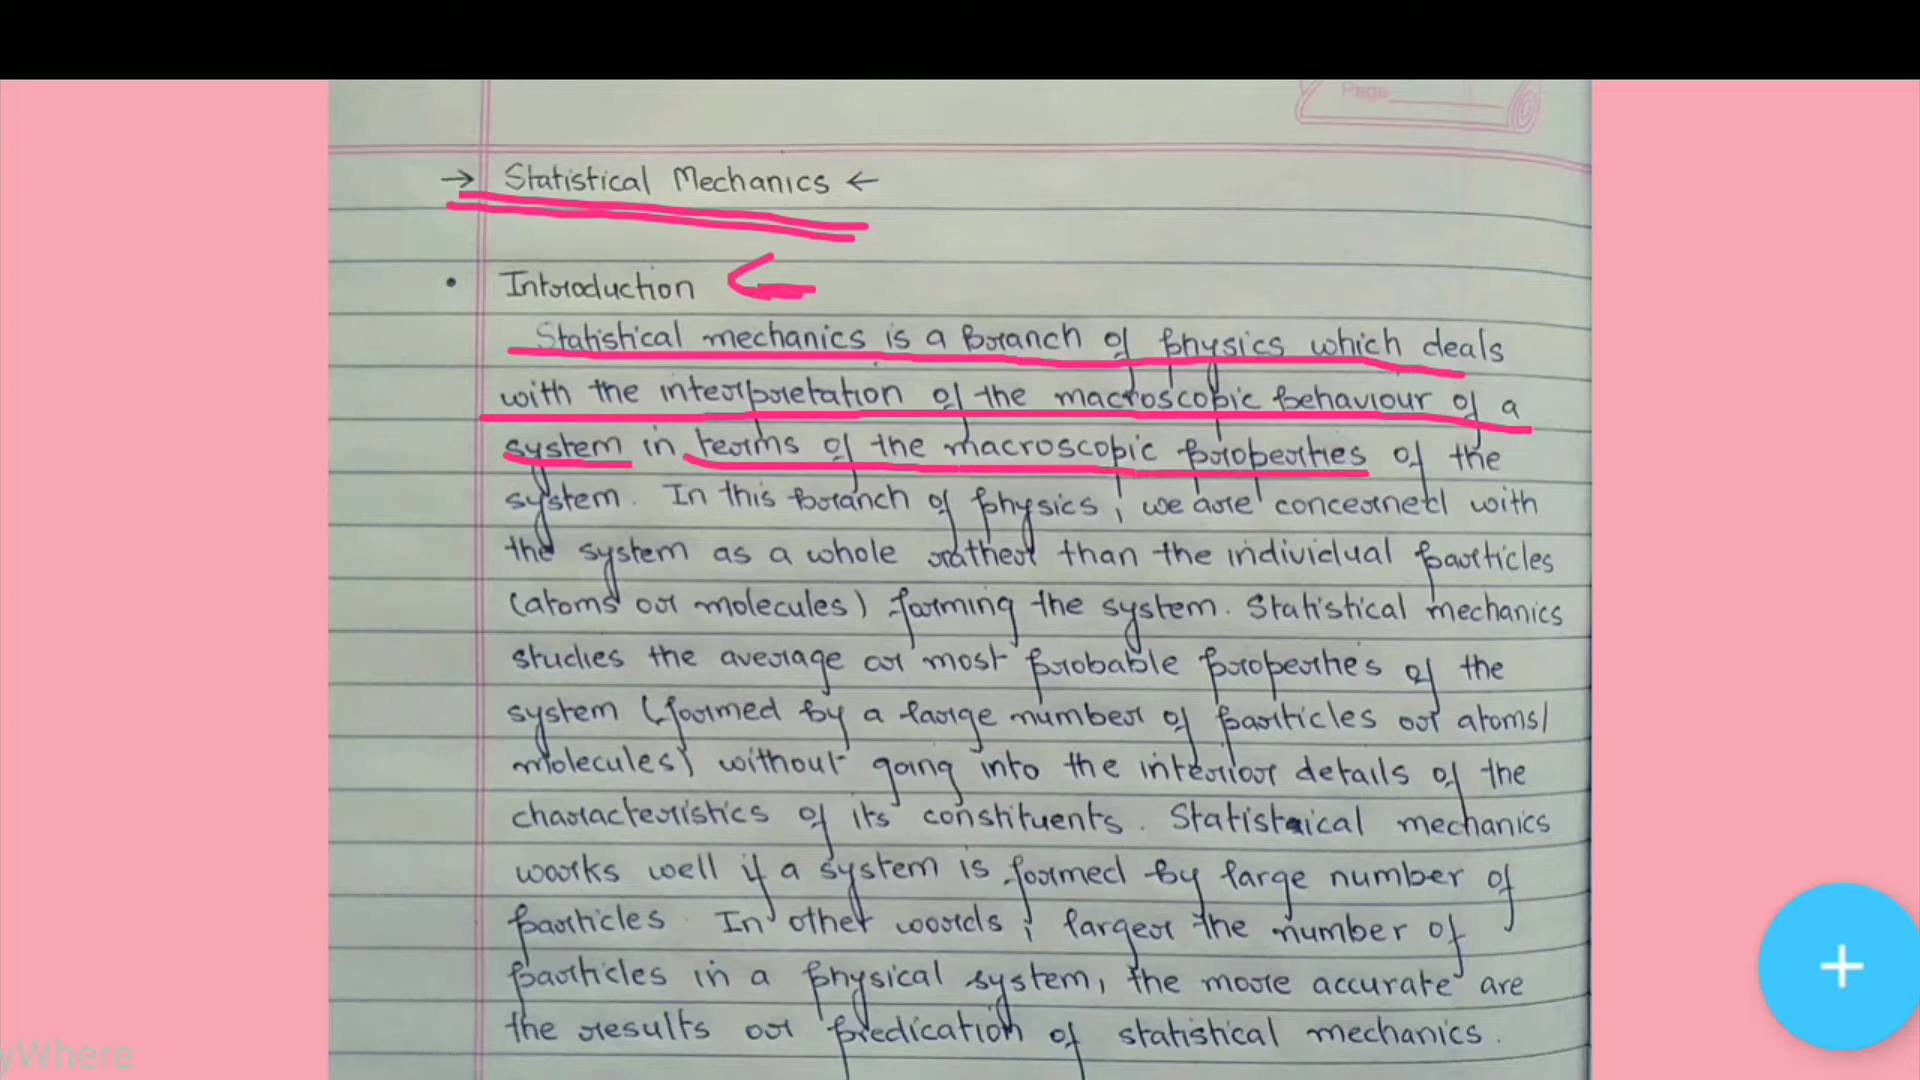 Page
→ Statistical Mechanics ←
• Introduction
Statistical mechanics is a Branch of physics which deals
with the interpretation of the macroscopic behaviour of a
system in terms of the macroscopic properties of the
system. In this branch of physics, we are concerned with
the system as a whole rather than the individual particles
(atoms or molecules) forming the system. Statistical mechanics
studies the average or most probable properties of the
system (formed by a large number of particles or atoms/
molecules) without going into the interior details of the
characteristics of its constituents. Statistaical mechanics
works well if a system is formed by large number of
particles. In other words, larger the number of
particles in a physical system, the more accurate are
the results or predication of statistical mechanics.
yWhere